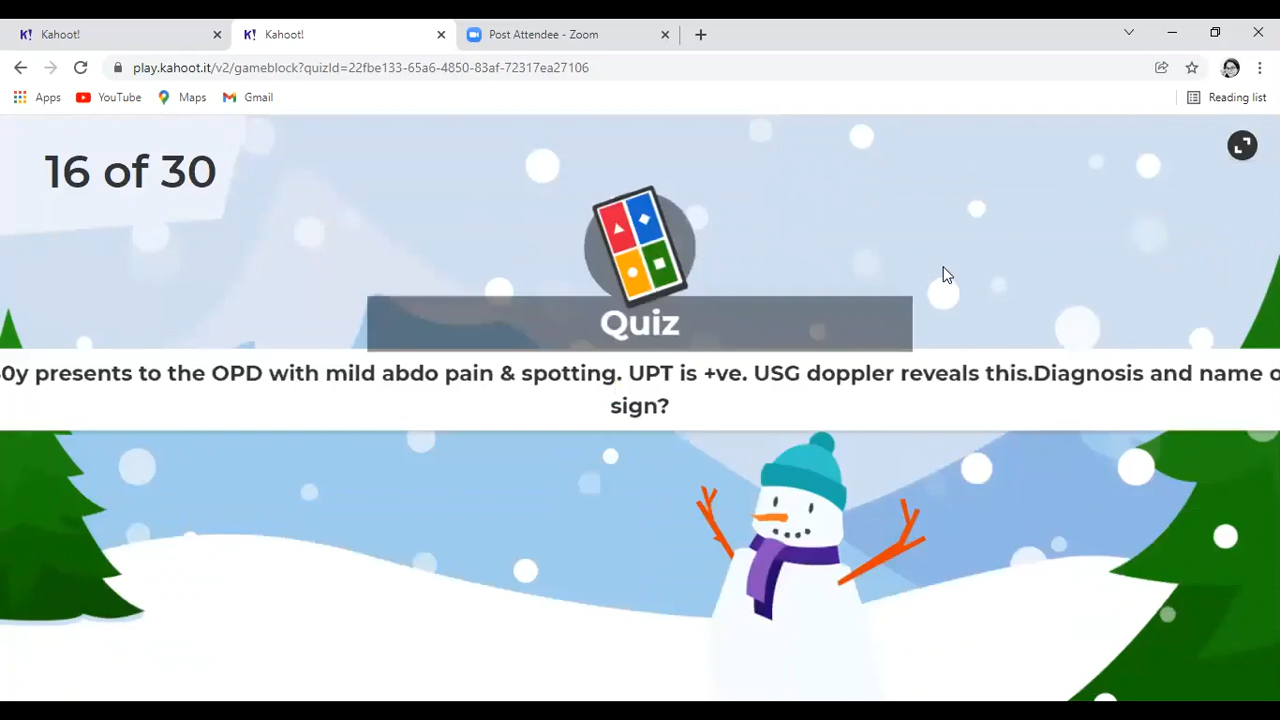 K! Kahoot!
K! Kahoot!
Post Attendee - Zoom
play.kahoot.it/v2/gameblock?quizId=22fbe133-65a6-4850-83af-72317ea27106
Apps YouTube Maps Gmail Reading list
16 of 30
Quiz
0y presents to the OPD with mild abdo pain & spotting. UPT is +ve. USG doppler reveals this.Diagnosis and name
sign?